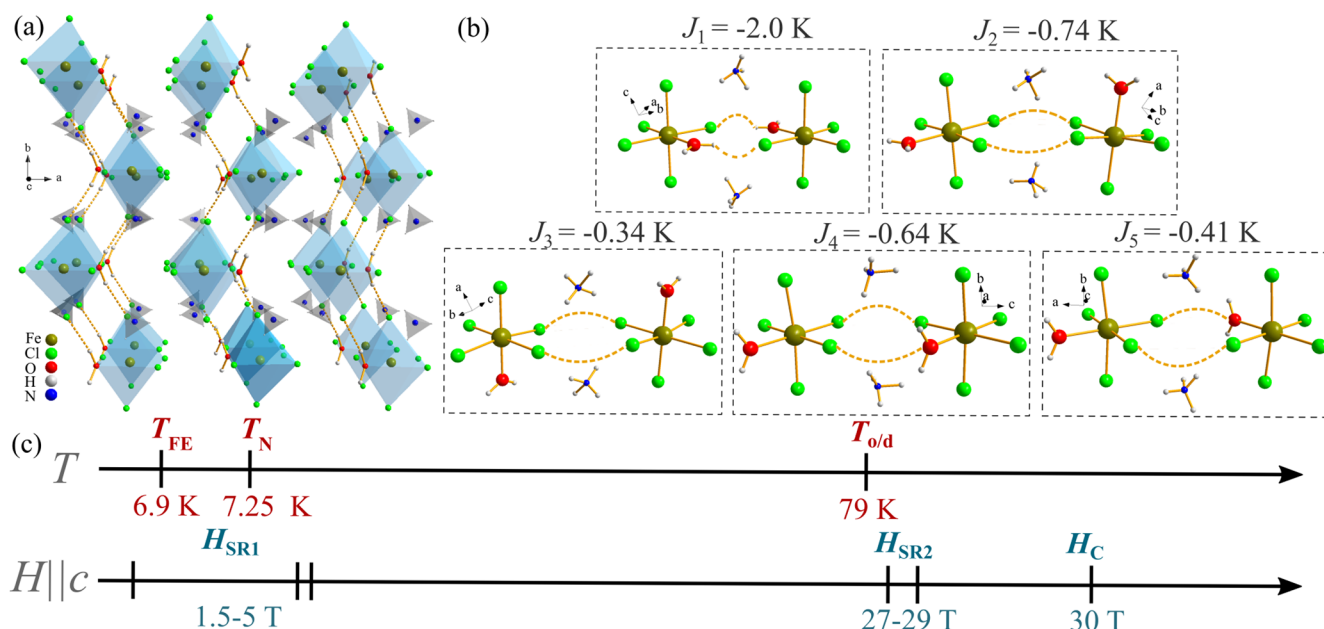 (a)
b
c
a
Fe
Cl
O
H
N
(b)
J1 = -2.0 K
c
a
b
J2 = -0.74 K
a
b
c
J3 = -0.34 K
a
c
b
J4 = -0.64 K
b
a
c
J5 = -0.41 K
b
a
c
(c)
TFE
TN
To/d
T
6.9 K
7.25 K
79 K
HSR1
HSR2
HC
H||c
1.5-5 T
27-29 T
30 T